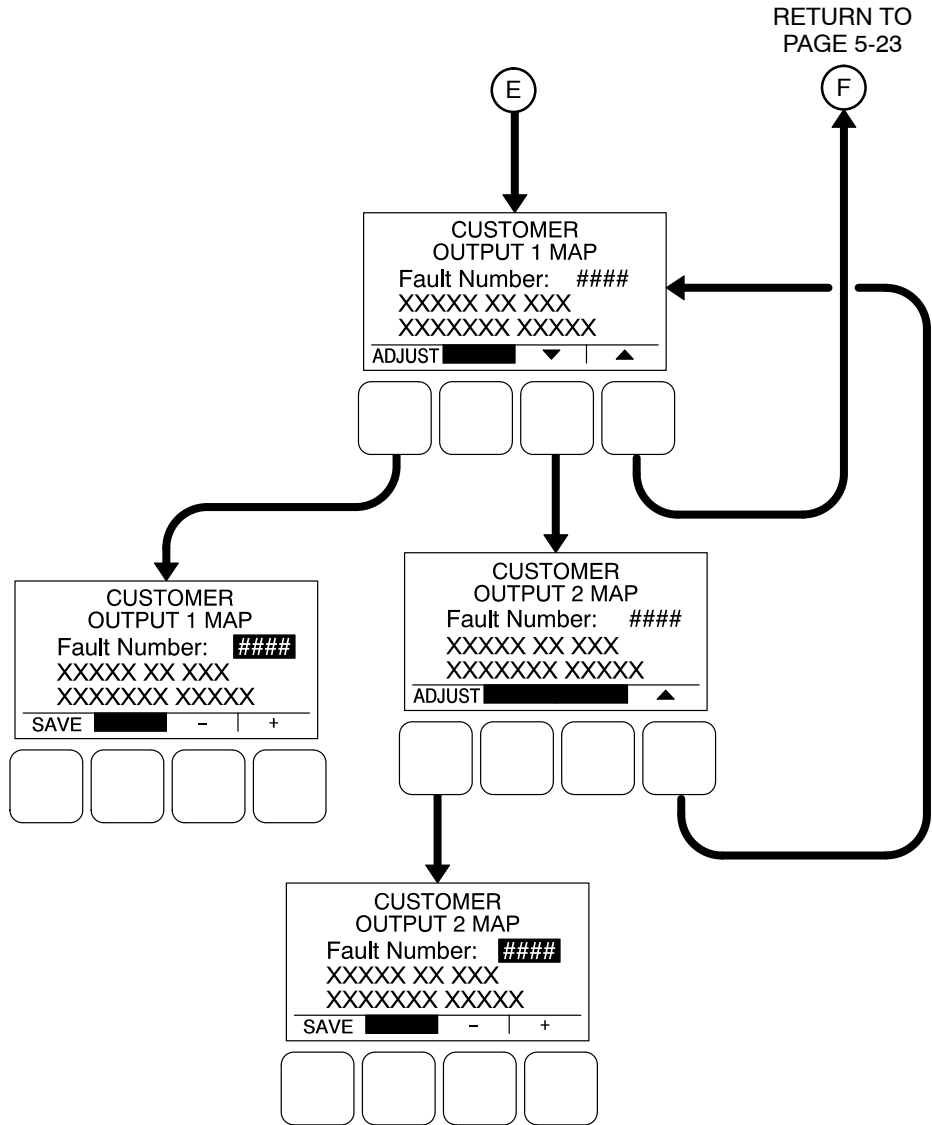 RETURN TO
PAGE 5-23
E
F
CUSTOMER
OUTPUT 1 MAP
Fault Number: ####
XXXXX XX XXX
XXXXXXX XXXXX
ADJUST ▼ ▲
CUSTOMER
OUTPUT 1 MAP
Fault Number: ####
XXXXX XX XXX
XXXXXXX XXXXX
SAVE – +
CUSTOMER
OUTPUT 2 MAP
Fault Number: ####
XXXXX XX XXX
XXXXXXX XXXXX
ADJUST ▲
CUSTOMER
OUTPUT 2 MAP
Fault Number: ####
XXXXX XX XXX
XXXXXXX XXXXX
SAVE – +